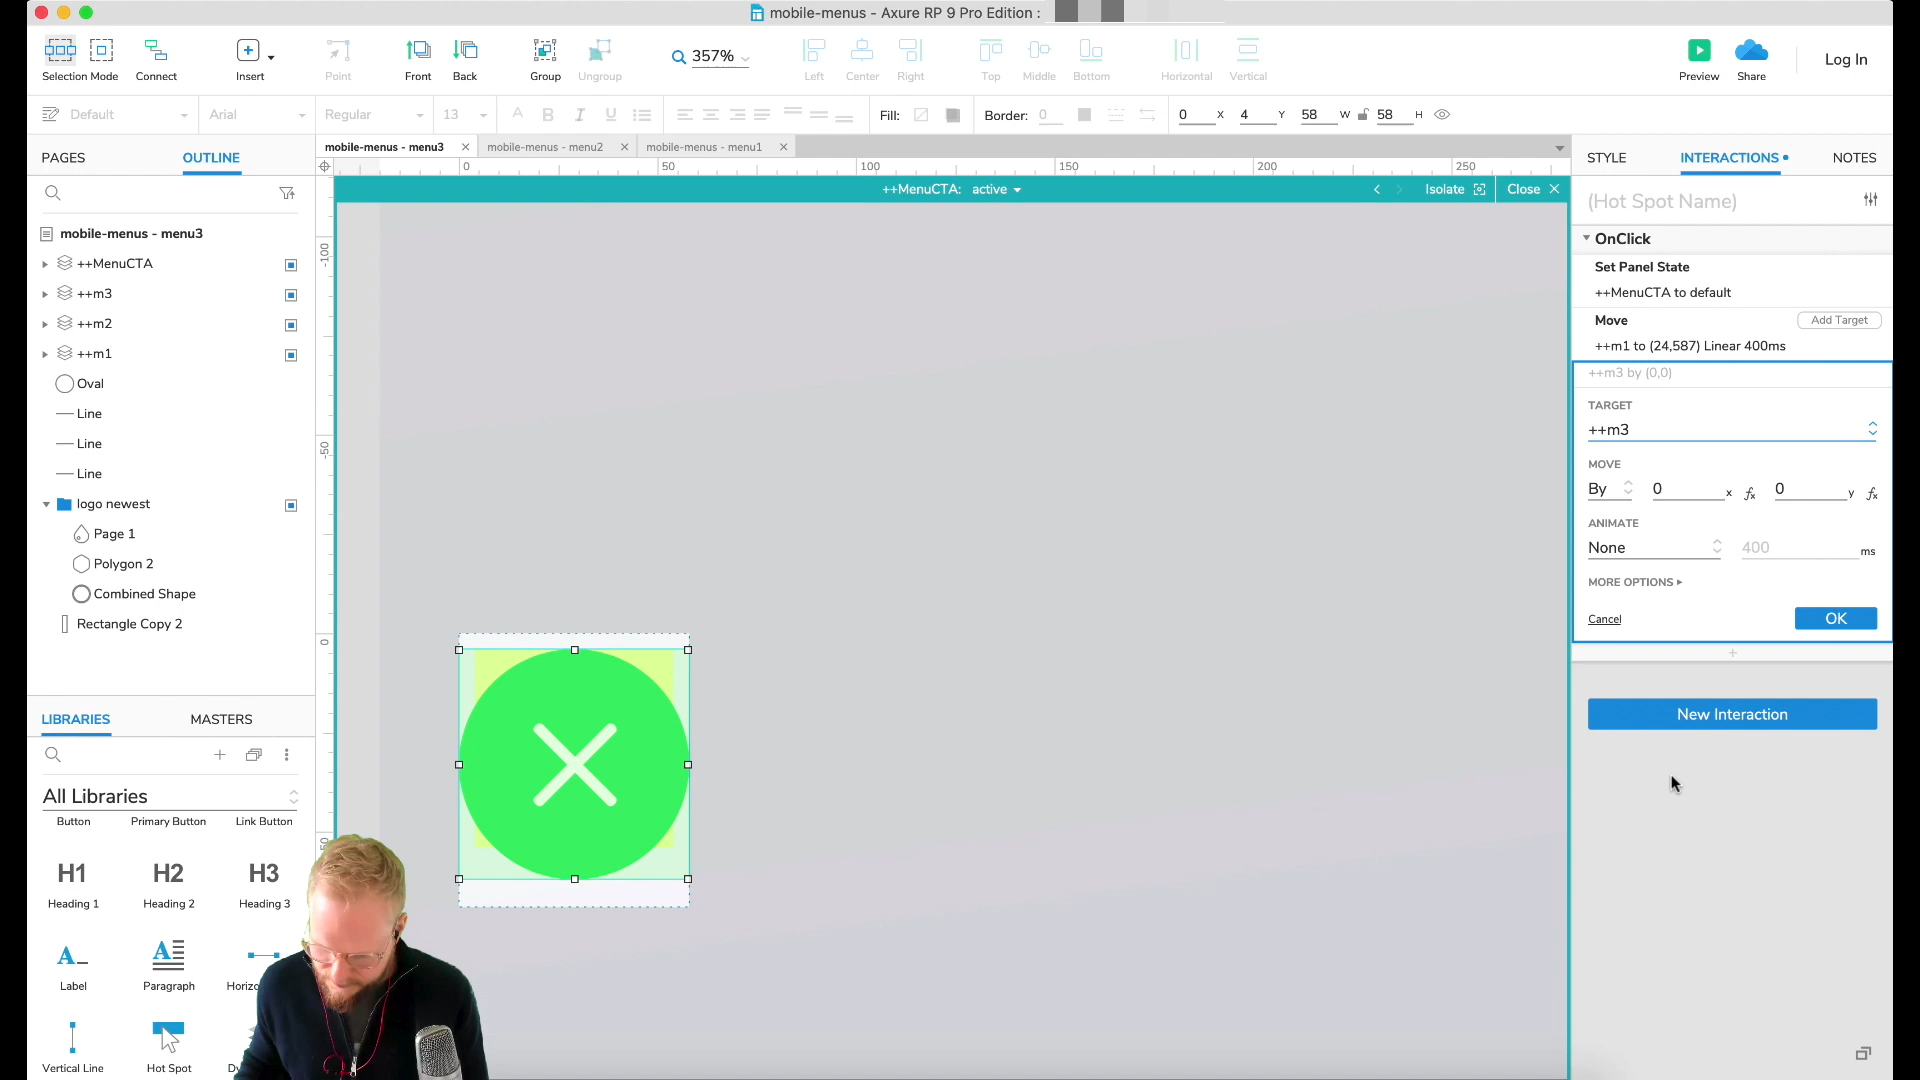 mobile-menus - Axure RP 9 Pro Edition :
Selection Mode
Connect
Insert
Point
Front
Back
Group
Ungroup
357%
Left
Center
Right
Top
Middle
Bottom
Horizontal
Vertical
Preview
Share
Log In
Default
Arial
Regular
13
Fill:
Border: 0
0 X 4 Y 58 W 58 H
PAGES
OUTLINE
mobile-menus - menu3
mobile-menus - menu2
mobile-menus - menu1
STYLE
INTERACTIONS
NOTES
0 50 100 150 200 250
++MenuCTA: active
Isolate
Close
(Hot Spot Name)
mobile-menus - menu3
++MenuCTA
++m3
++m2
++m1
Oval
Line
Line
Line
logo newest
Page 1
Polygon 2
Combined Shape
Rectangle Copy 2
-100
-50
0
OnClick
Set Panel State
++MenuCTA to default
Move
Add Target
++m1 to (24,587) Linear 400ms
++m3 by (0,0)
TARGET
++m3
MOVE
By 0 x fx 0 y fx
ANIMATE
None 400 ms
MORE OPTIONS
Cancel
OK
New Interaction
LIBRARIES
MASTERS
All Libraries
Button
Primary Button
Link Button
H1
H2
H3
Heading 1
Heading 2
Heading 3
A
A
Label
Paragraph
Vertical Line
Hot Spot